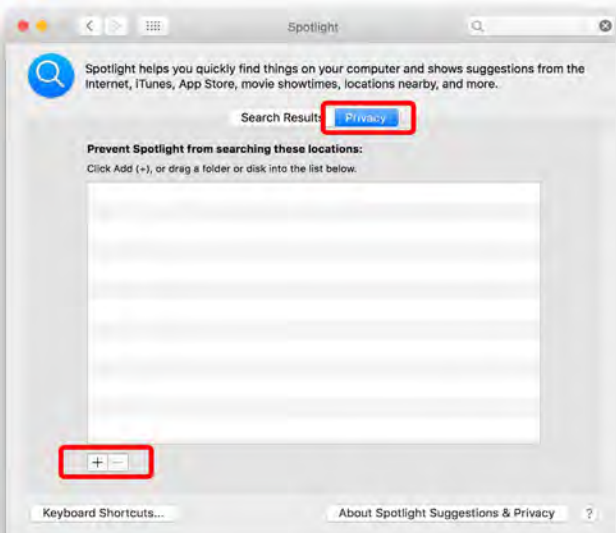 Spotlight
Spotlight helps you quickly find things on your computer and shows suggestions from the
Internet, iTunes, App Store, movie showtimes, locations nearby, and more.
Search Results Privacy
Prevent Spotlight from searching these locations:
Click Add (+), or drag a folder or disk into the list below.
+ −
Keyboard Shortcuts... About Spotlight Suggestions & Privacy ?